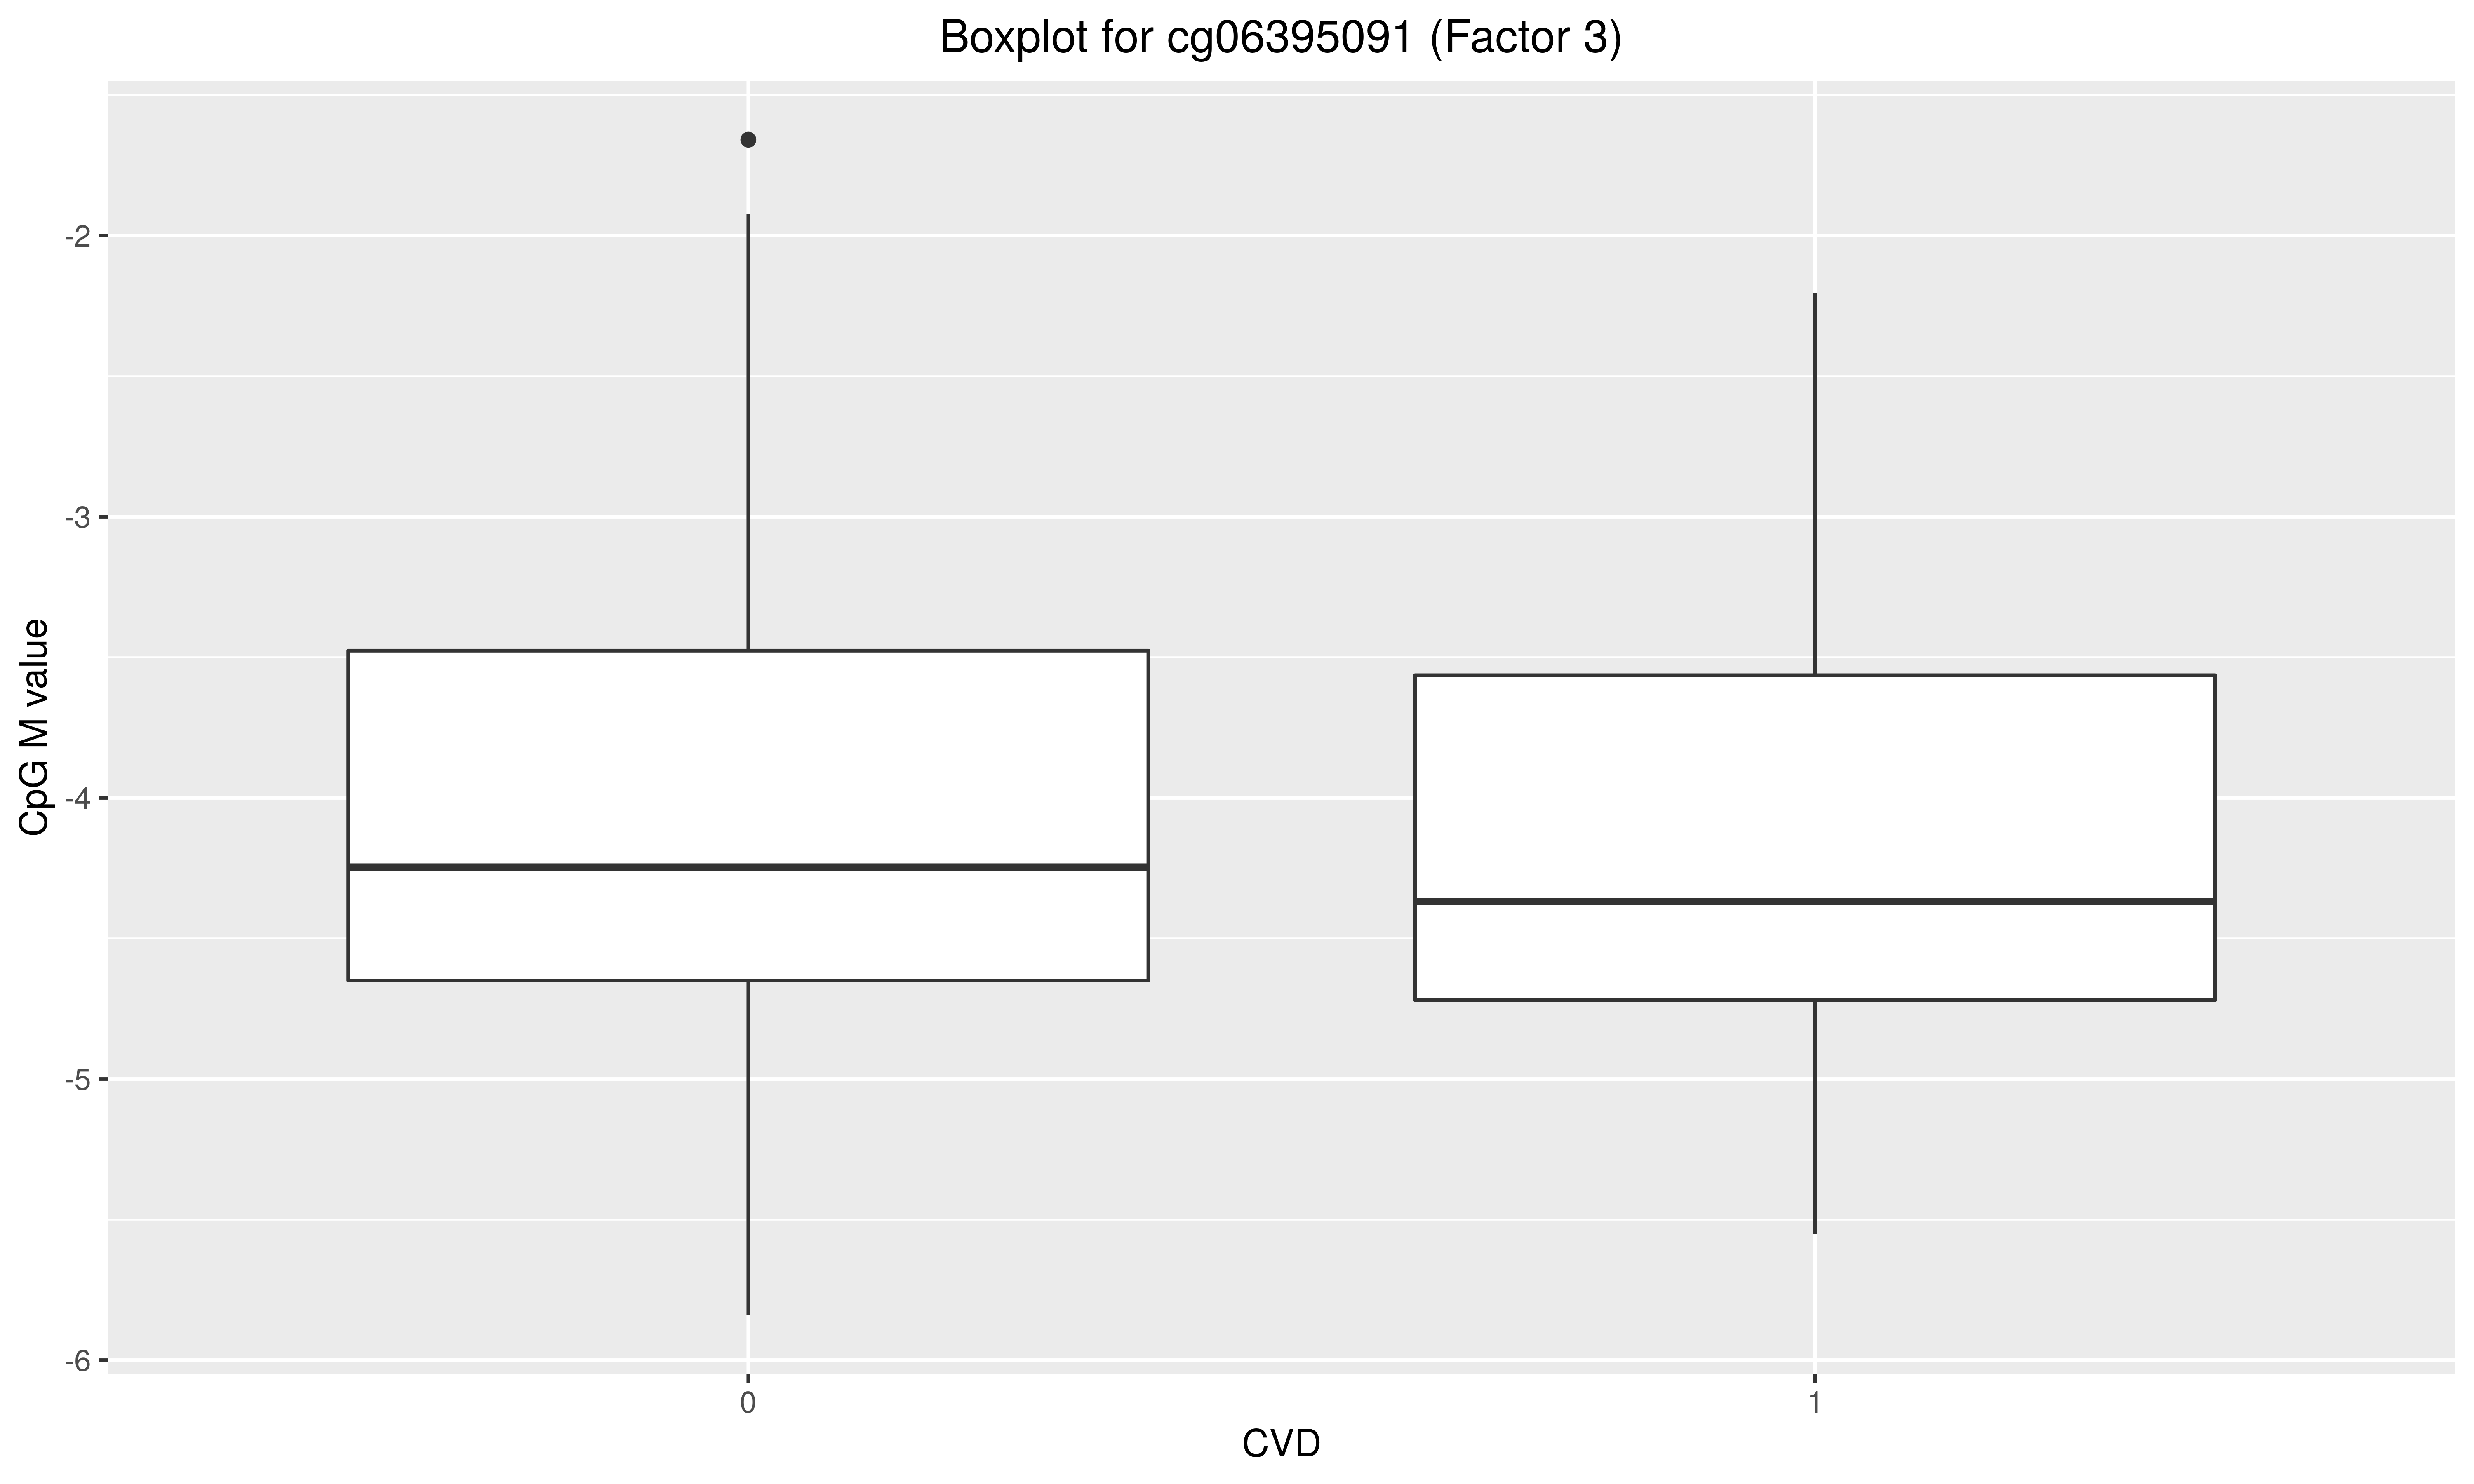 Boxplot for cg06395091 (Factor 3)
CpG M value
-2
-3
-4
-5
-6
0
1
CVD